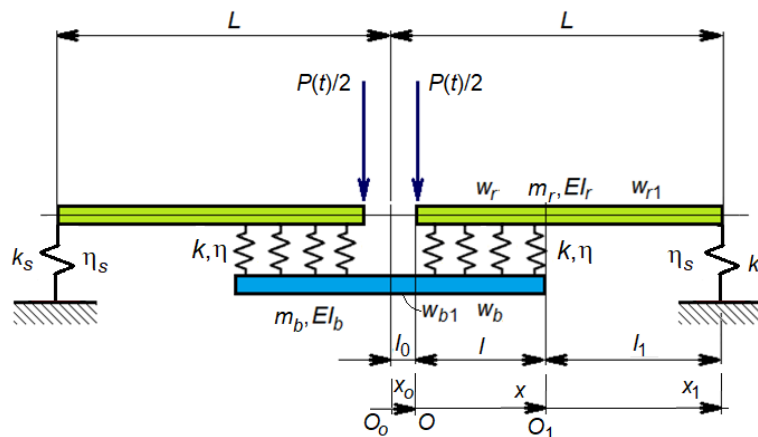 L L
P(t)/2 P(t)/2
w_r m_r, EI_r w_r1
k_s η_s k,η k,η η_s k
m_b, EI_b w_b1 w_b
l_0 l l_1
x_o x x_1
O_o O O_1